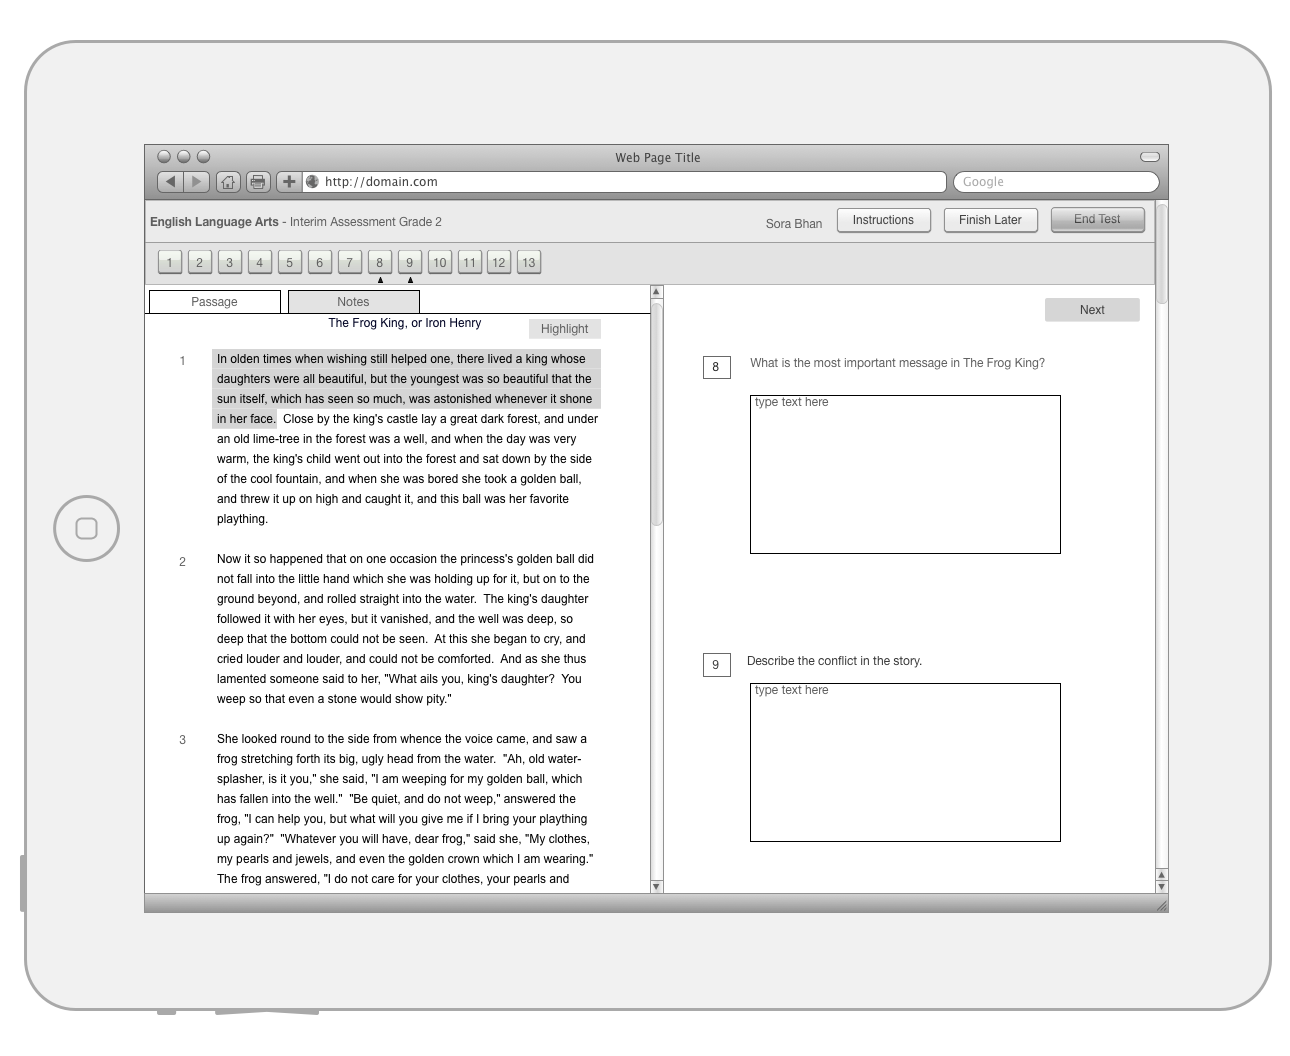 Web Page Title
http://domain.com
Google
English Language Arts - Interim Assessment Grade 2
Sora Bhan
Instructions
Finish Later
End Test
1 2 3 4 5 6 7 8 9 10 11 12 13
Passage
Notes
The Frog King, or Iron Henry
Highlight
1
In olden times when wishing still helped one, there lived a king whose
daughters were all beautiful, but the youngest was so beautiful that the
sun itself, which has seen so much, was astonished whenever it shone
in her face.  Close by the king's castle lay a great dark forest, and under
an old lime-tree in the forest was a well, and when the day was very
warm, the king's child went out into the forest and sat down by the side
of the cool fountain, and when she was bored she took a golden ball,
and threw it up on high and caught it, and this ball was her favorite
plaything.
2
Now it so happened that on one occasion the princess's golden ball did
not fall into the little hand which she was holding up for it, but on to the
ground beyond, and rolled straight into the water.  The king's daughter
followed it with her eyes, but it vanished, and the well was deep, so
deep that the bottom could not be seen.  At this she began to cry, and
cried louder and louder, and could not be comforted.  And as she thus
lamented someone said to her, "What ails you, king's daughter?  You
weep so that even a stone would show pity."
3
She looked round to the side from whence the voice came, and saw a
frog stretching forth its big, ugly head from the water.  "Ah, old water-
splasher, is it you," she said, "I am weeping for my golden ball, which
has fallen into the well."  "Be quiet, and do not weep," answered the
frog, "I can help you, but what will you give me if I bring your plaything
up again?"  "Whatever you will have, dear frog," said she, "My clothes,
my pearls and jewels, and even the golden crown which I am wearing."
The frog answered, "I do not care for your clothes, your pearls and
Next
8
What is the most important message in The Frog King?
type text here
9
Describe the conflict in the story.
type text here